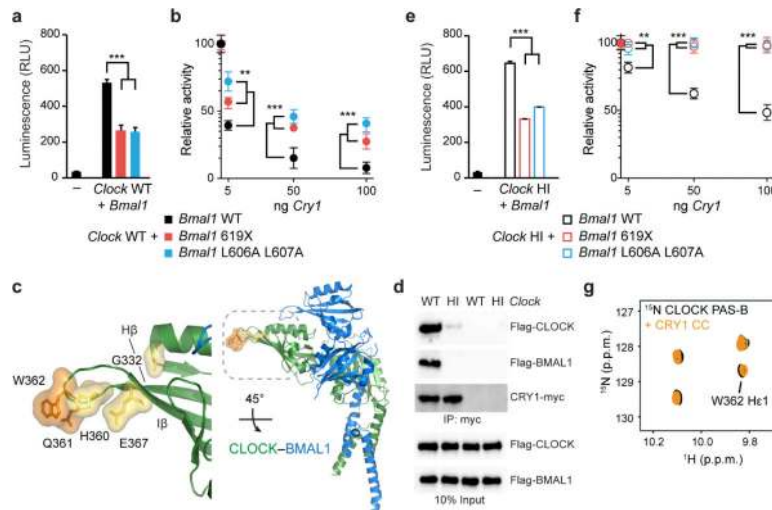 a
Luminescence (RLU)
800
600
400
200
0
***
–
Clock WT
+ Bmal1
b
Relative activity
100
50
0
**
***
***
5
50
100
ng Cry1
Clock WT +
Bmal1 WT
Bmal1 619X
Bmal1 L606A L607A
e
Luminescence (RLU)
800
600
400
200
0
***
–
Clock HI
+ Bmal1
f
Relative activity
100
50
0
**
***
***
5
50
100
ng Cry1
Clock HI +
Bmal1 WT
Bmal1 619X
Bmal1 L606A L607A
c
Hβ
G332
W362
Iβ
Q361
H360
E367
45°
CLOCK–BMAL1
d
WT HI WT HI Clock
Flag-CLOCK
Flag-BMAL1
CRY1-myc
IP: myc
Flag-CLOCK
Flag-BMAL1
10% Input
g
15N CLOCK PAS-B
+ CRY1 CC
15N (p.p.m.)
127
128
129
130
W362 Hε1
10.2 10.0 9.8
1H (p.p.m.)